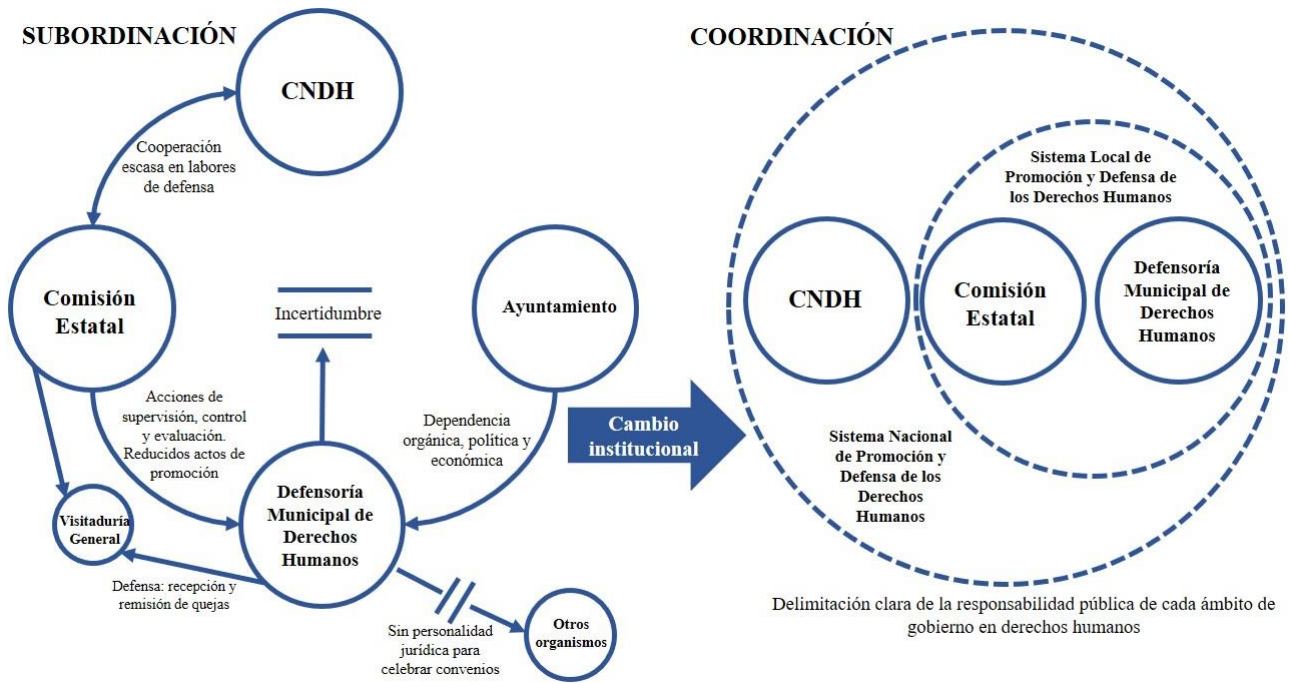 SUBORDINACIÓN
CNDH
Cooperación
escasa en labores
de defensa
Comisión
Estatal
Incertidumbre
Ayuntamiento
Acciones de
supervisión, control
y evaluación.
Reducidos actos de
promoción
Dependencia
orgánica, política y
económica
Visitaduría
General
Defensoría
Municipal de
Derechos
Humanos
Defensa: recepción y
remisión de quejas
Sin personalidad
jurídica para
celebrar convenios
Otros
organismos
Cambio
institucional
COORDINACIÓN
Sistema Local de
Promoción y Defensa de
los Derechos Humanos
CNDH
Comisión
Estatal
Defensoría
Municipal de
Derechos
Humanos
Sistema Nacional
de Promoción y
Defensa de los
Derechos
Humanos
Delimitación clara de la responsabilidad pública de cada ámbito de
gobierno en derechos humanos